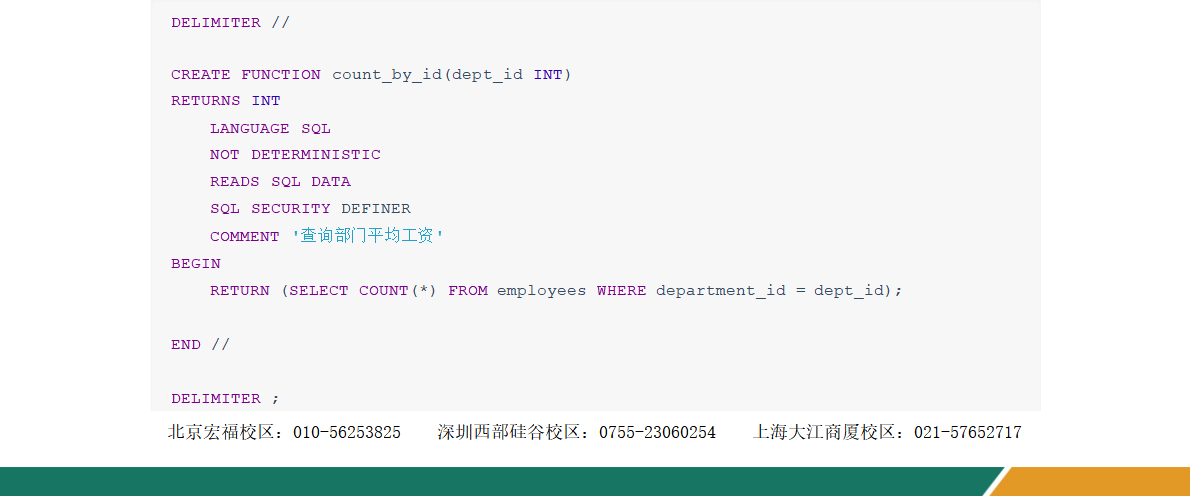 DELIMITER //
CREATE FUNCTION count_by_id(dept_id INT)
RETURNS INT
LANGUAGE SQL
NOT DETERMINISTIC
READS SQL DATA
SQL SECURITY DEFINER
COMMENT '查询部门平均工资'
BEGIN
RETURN (SELECT COUNT(*) FROM employees WHERE department_id = dept_id);
END //
DELIMITER ;
北京宏福校区：010-56253825 深圳西部硅谷校区：0755-23060254 上海大江商厦校区：021-57652717